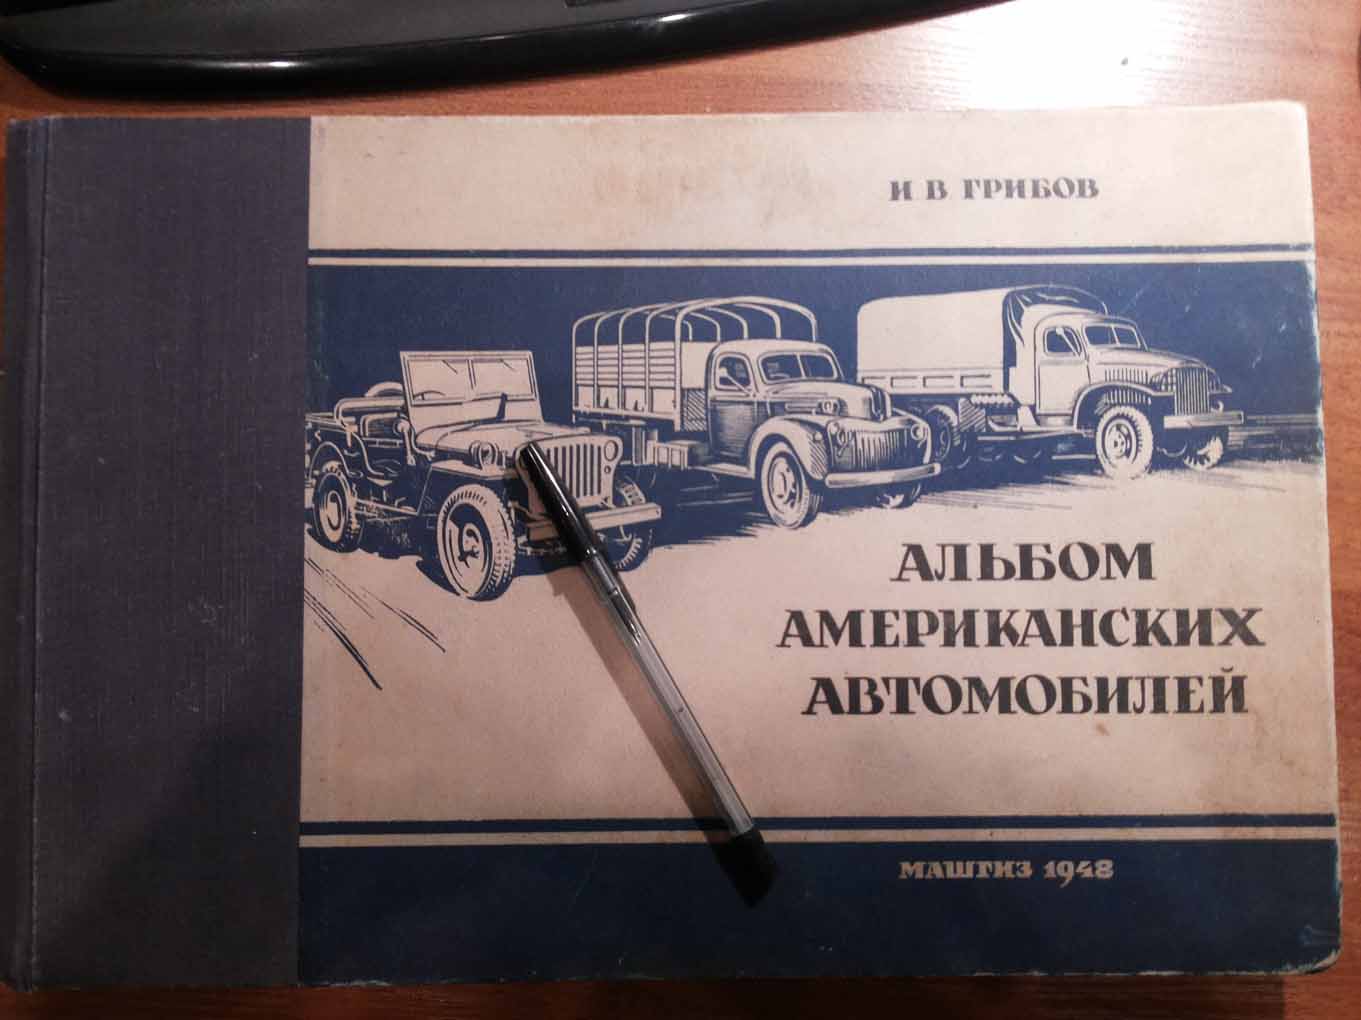 И В ГРИБОВ
АЛЬБОМ
АМЕРИКАНСКИХ
АВТОМОБИЛЕЙ
МАШГИЗ 1948